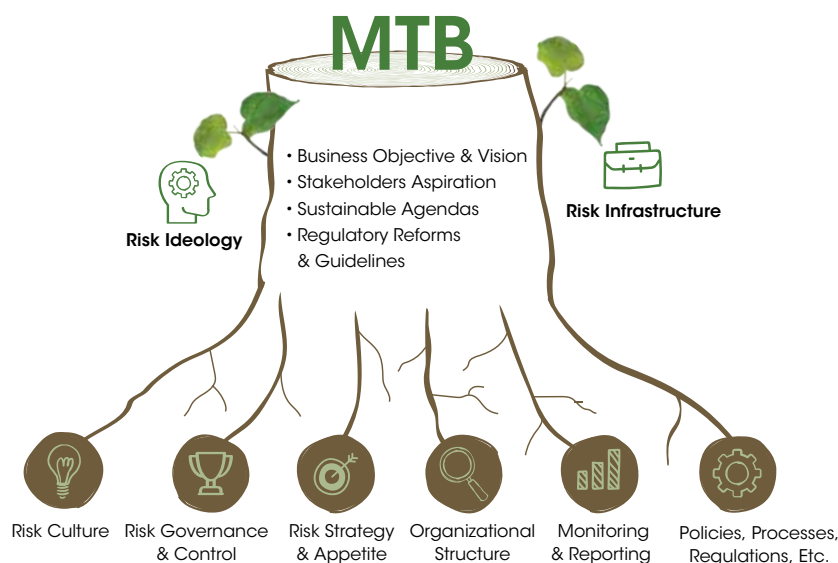 MTB
• Business Objective & Vision
• Stakeholders Aspiration
• Sustainable Agendas
• Regulatory Reforms
& Guidelines
Risk Ideology
Risk Infrastructure
Risk Culture
Risk Governance
& Control
Risk Strategy
& Appetite
Organizational
Structure
Monitoring
& Reporting
Policies, Processes,
Regulations, Etc.